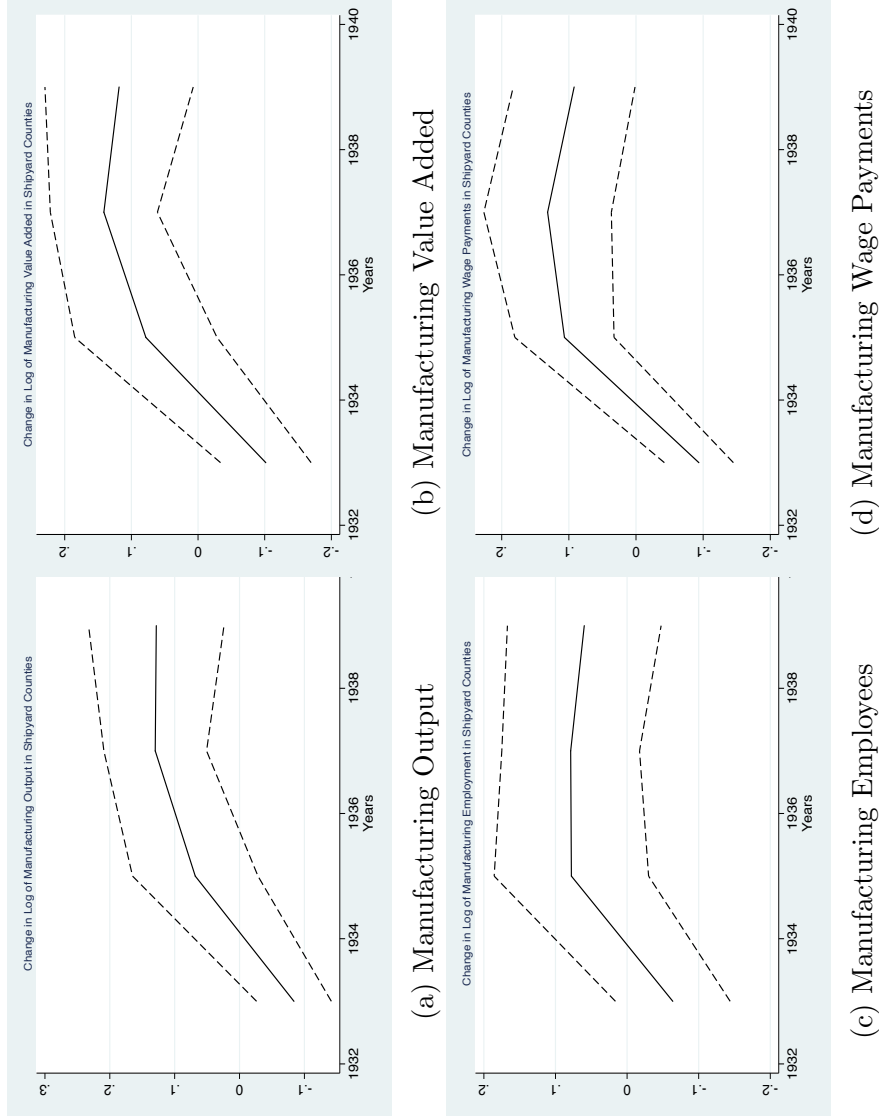 Change in Log of Manufacturing Output in Shipyard Counties
.3
.2
.1
0
-.1
1932 1934 1936 1938
Years
(a) Manufacturing Output
Change in Log of Manufacturing Value Added in Shipyard Counties
.2
.1
0
-.1
-.2
1932 1934 1936 1938 1940
Years
(b) Manufacturing Value Added
Change in Log of Manufacturing Employment in Shipyard Counties
.2
.1
0
-.1
-.2
1932 1934 1936 1938
Years
(c) Manufacturing Employees
Change in Log of Manufacturing Wage Payments in Shipyard Counties
.2
.1
0
-.1
-.2
1932 1934 1936 1938 1940
Years
(d) Manufacturing Wage Payments